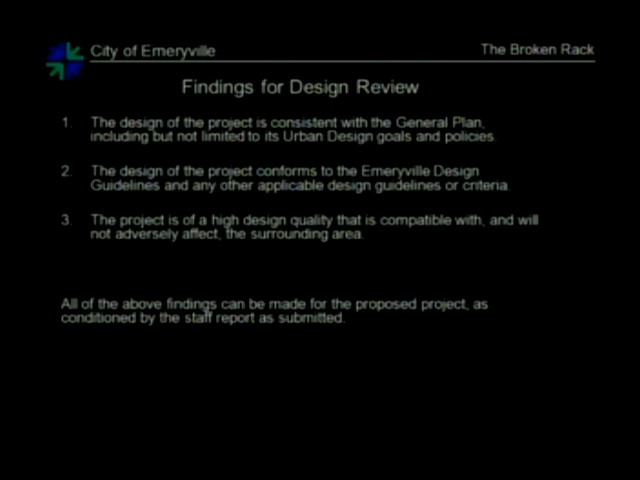 City of Emeryville
The Broken Rack
Findings for Design Review
1. The design of the project is consistent with the General Plan,
including but not limited to its Urban Design goals and policies.
2. The design of the project conforms to the Emeryville Design
Guidelines and any other applicable design guidelines or criteria.
3. The project is of a high design quality that is compatible with, and will
not adversely affect, the surrounding area.
All of the above findings can be made for the proposed project, as
conditioned by the staff report as submitted.